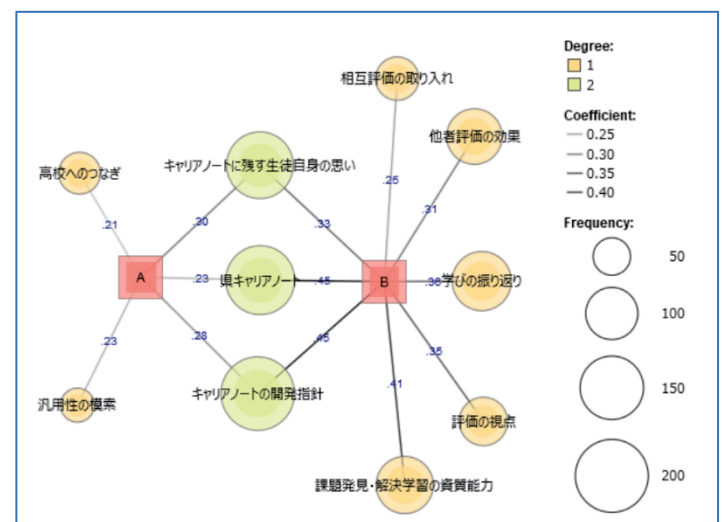 相互評価の取り入れ
他者評価の効果
キャリアノートに残す生徒自身の思い
高校へのつなぎ
.25
.31
.21
.30
.33
A
.23
県キャリアノート
.45
B
.36
学びの振り返り
.23
.28
.45
.35
.41
汎用性の模索
キャリアノートの開発指針
評価の視点
課題発見・解決学習の資質能力
Degree:
1
2
Coefficient:
0.25
0.30
0.35
0.40
Frequency:
50
100
150
200